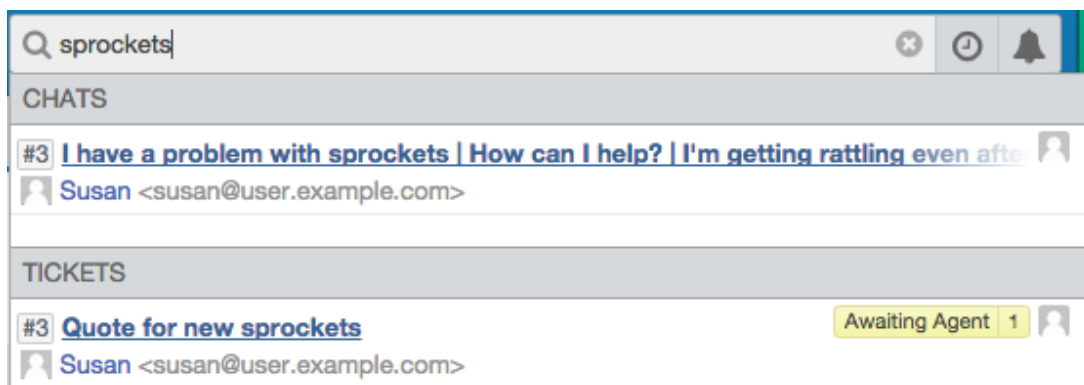 sprockets
CHATS
#3 I have a problem with sprockets | How can I help? | I'm getting rattling even after
Susan <susan@user.example.com>
TICKETS
#3 Quote for new sprockets Awaiting Agent 1
Susan <susan@user.example.com>